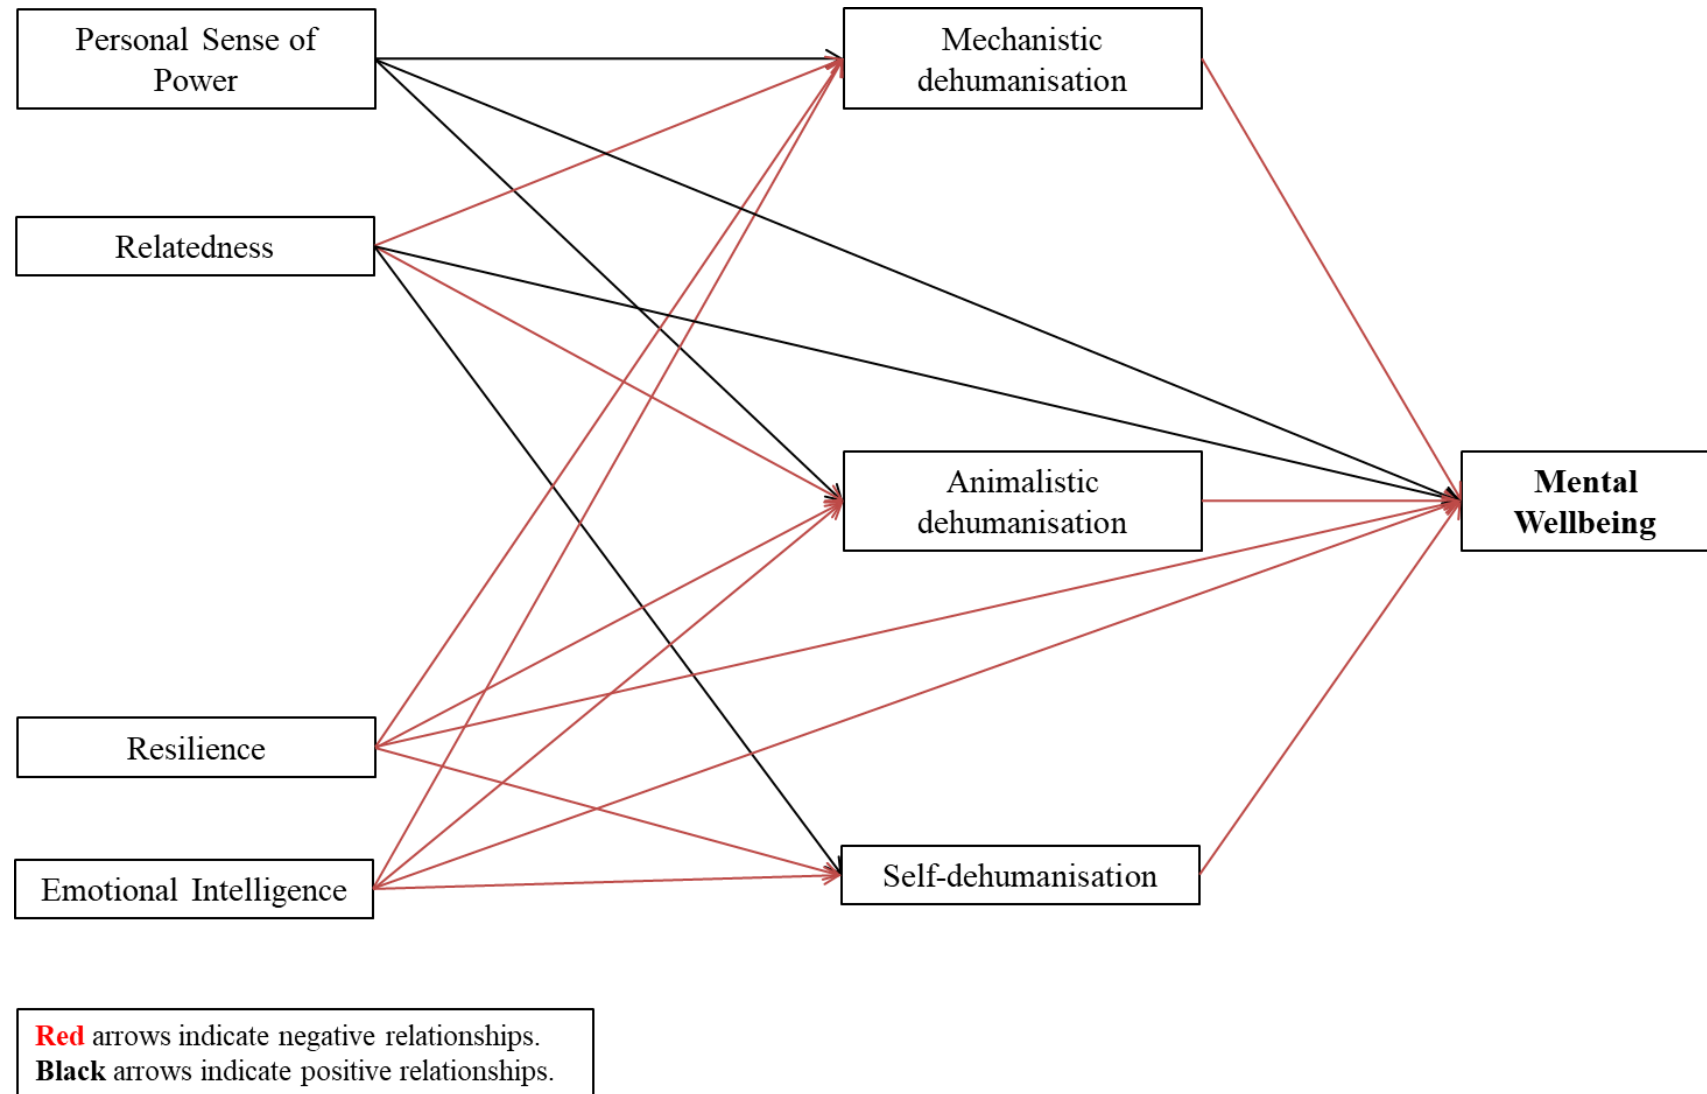 Personal Sense of
Power
Mechanistic
dehumanisation
Relatedness
Animalistic
dehumanisation
Mental
Wellbeing
Resilience
Emotional Intelligence
Self-dehumanisation
Red arrows indicate negative relationships.
Black arrows indicate positive relationships.